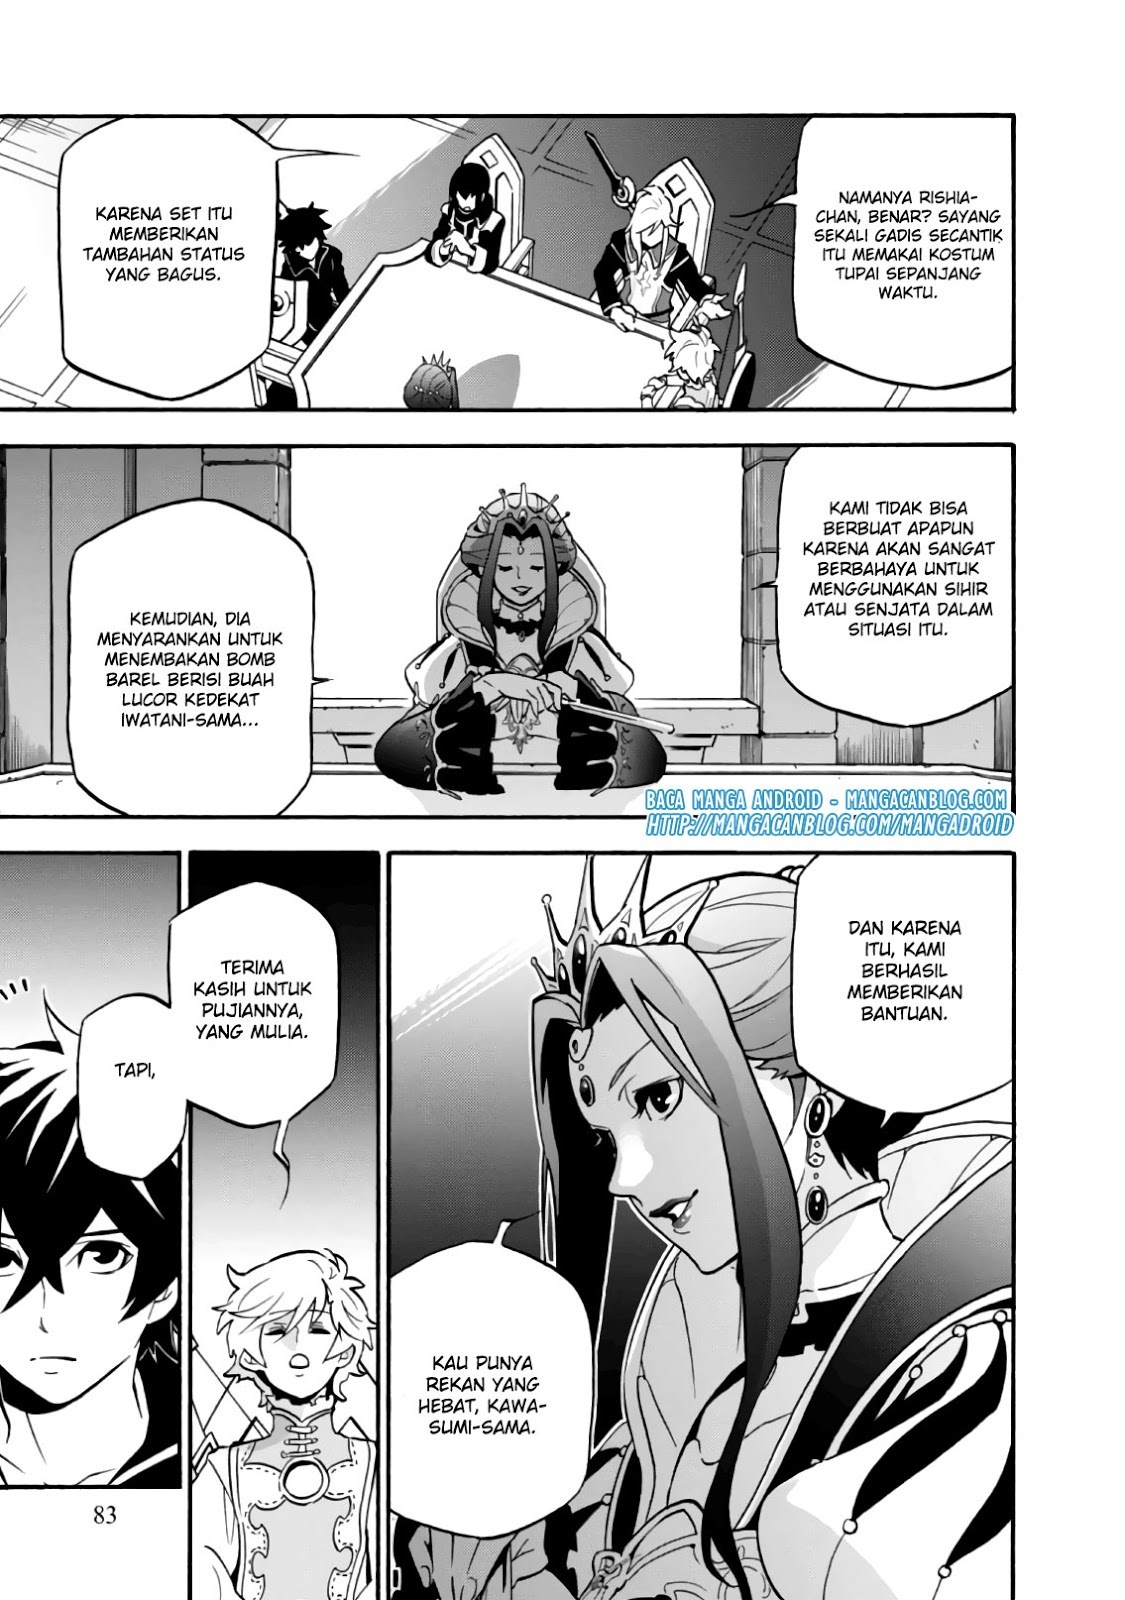 NAMANYA RISHIA-
CHAN, BENAR? SAYANG
SEKALI GADIS SECANTIK
ITU MEMAKAI KOSTUM
TUPAI SEPANJANG
WAKTU.
KARENA SET ITU
MEMBERIKAN
TAMBAHAN STATUS
YANG BAGUS.
KAMI TIDAK BISA
BERBUAT APAPUN
KARENA AKAN SANGAT
BERBAHAYA UNTUK
MENGGUNAKAN SIHIR
ATAU SENJATA DALAM
SITUASI ITU.
KEMUDIAN, DIA
MENYARANKAN UNTUK
MENEMBAKAN BOMB
BAREL BERISI BUAH
LUCOR KEDEKAT
IWATANI-SAMA...
BACA MANGA ANDROID - MANGACANBLOG.COM
HTTP://MANGACANBLOG.COM/MANGADROID
DAN KARENA
ITU, KAMI
BERHASIL
MEMBERIKAN
BANTUAN.
KAU PUNYA
REKAN YANG
HEBAT, KAWA-
SUMI-SAMA.
TERIMA
KASIH UNTUK
PUJIANNYA,
YANG MULIA.
TAPI,
83